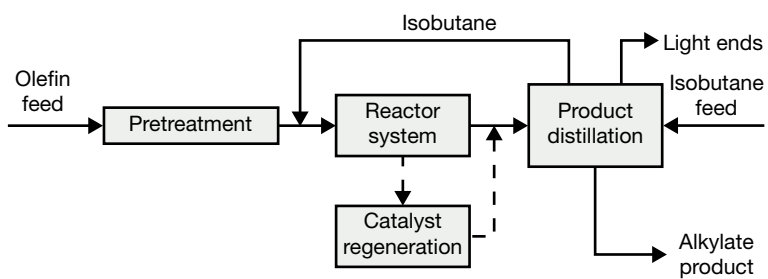 Isobutane
Light ends
Olefin
feed
Isobutane
feed
Pretreatment
Reactor
system
Product
distillation
Catalyst
regeneration
Alkylate
product